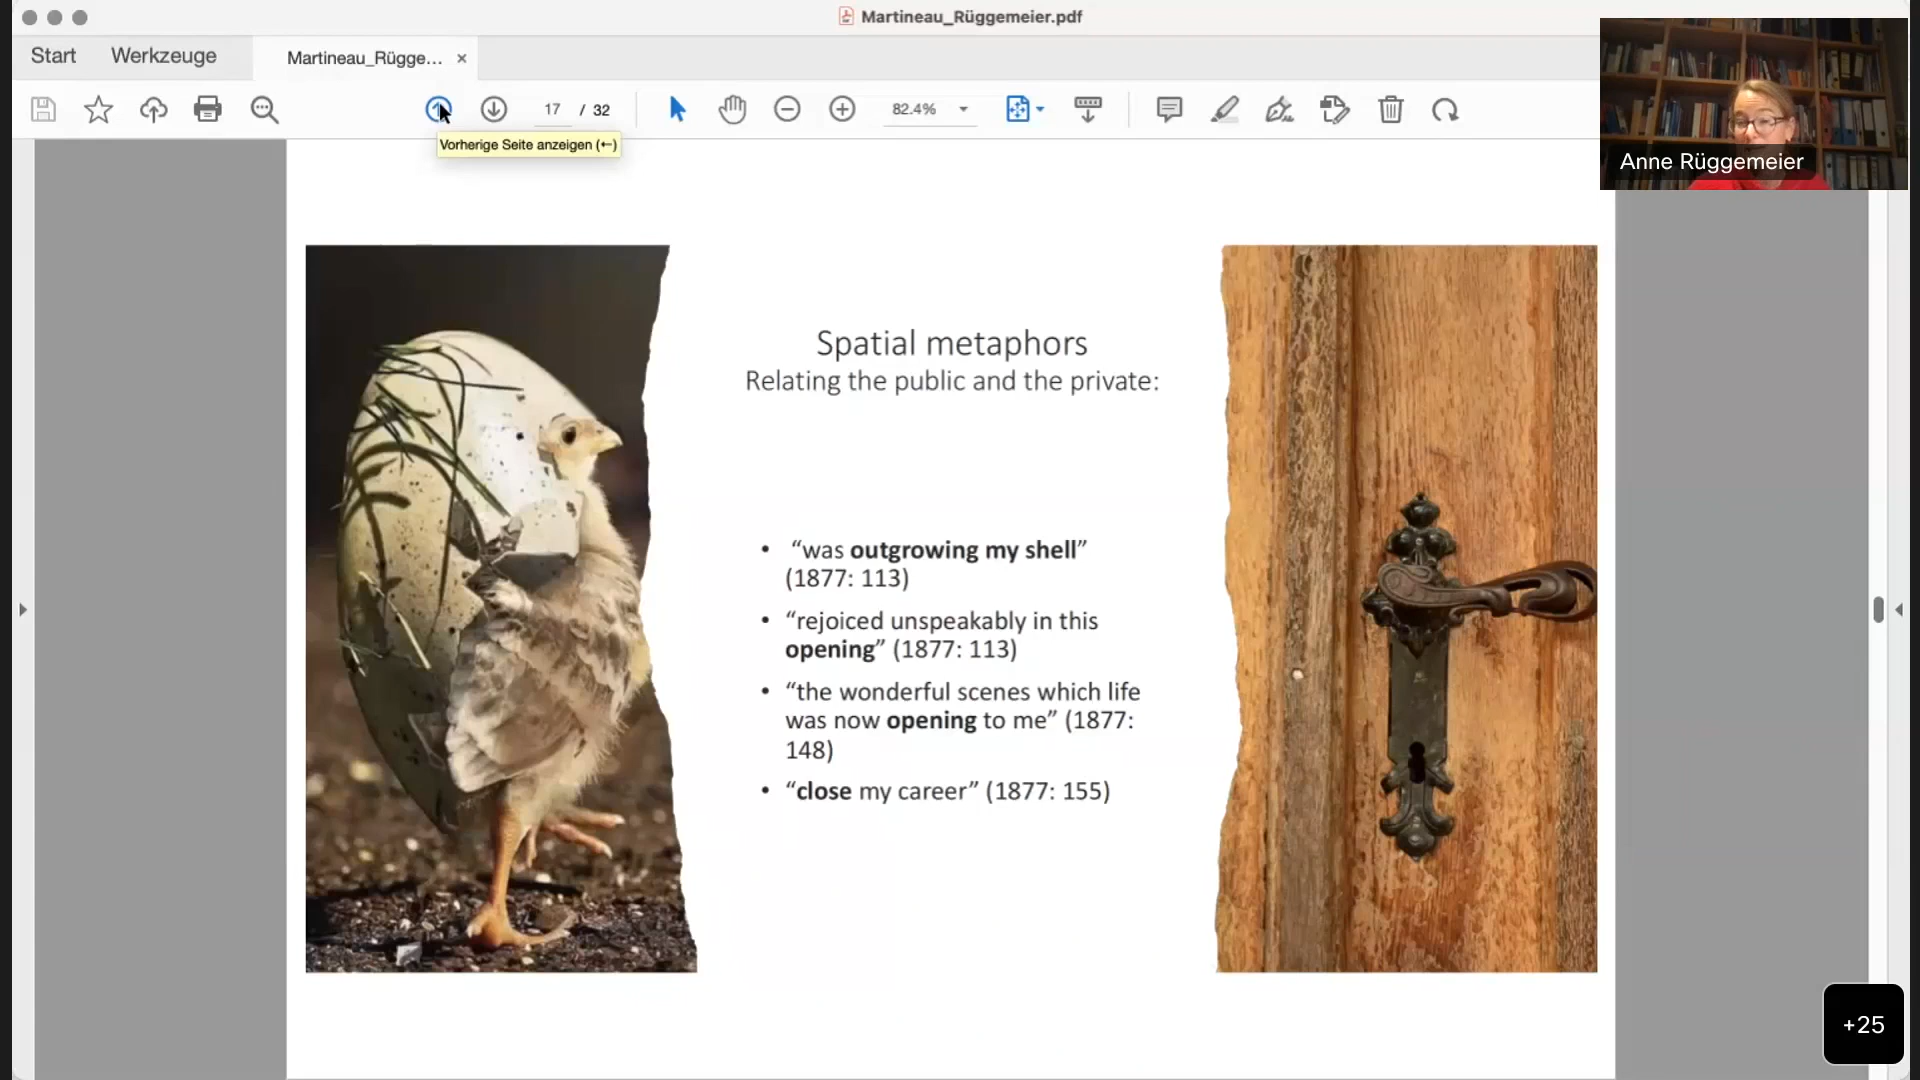 Martineau_Rüggemeier.pdf
Start
Werkzeuge
Martineau_Rügge...
17 / 32
82.4%
Vorherige Seite anzeigen (←)
Anne Rüggemeier
Spatial metaphors
Relating the public and the private:
• “was outgrowing my shell”
(1877: 113)
• “rejoiced unspeakably in this
opening” (1877: 113)
• “the wonderful scenes which life
was now opening to me” (1877:
148)
• “close my career” (1877: 155)
+25